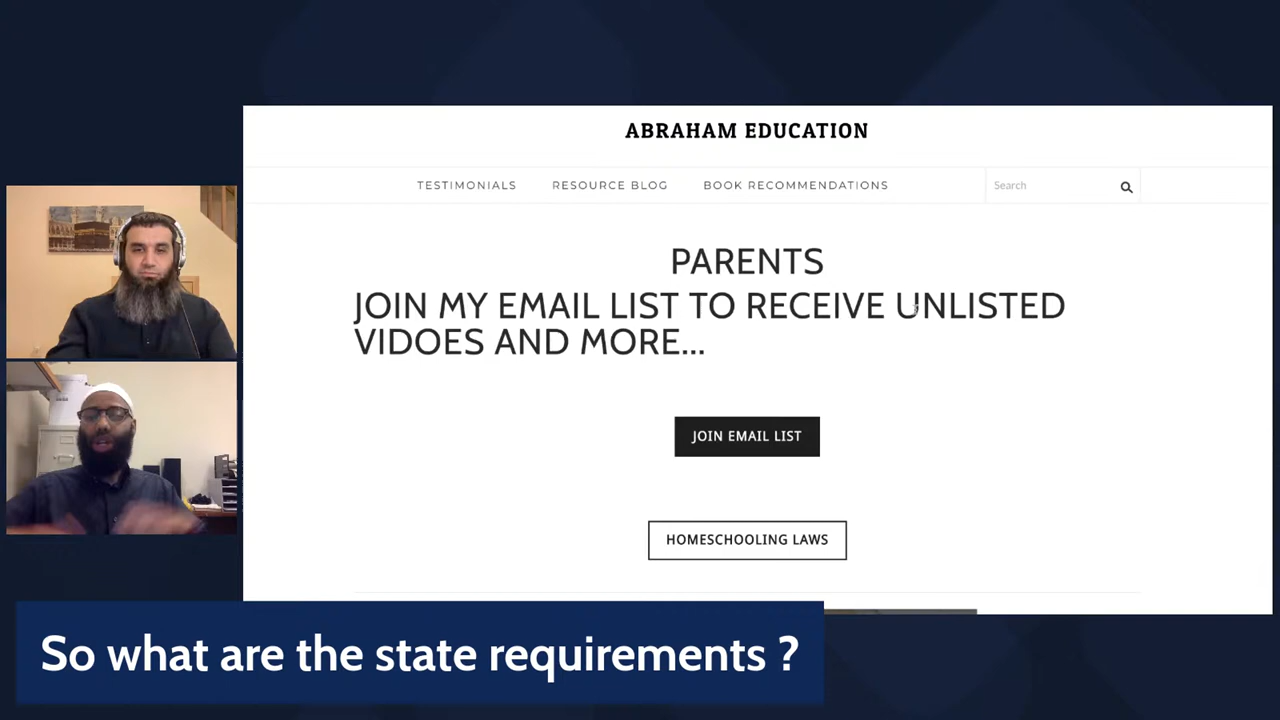 ABRAHAM EDUCATION
TESTIMONIALS RESOURCE BLOG BOOK RECOMMENDATIONS Search
PARENTS
JOIN MY EMAIL LIST TO RECEIVE UNLISTED
VIDOES AND MORE...
JOIN EMAIL LIST
HOMESCHOOLING LAWS
So what are the state requirements ?